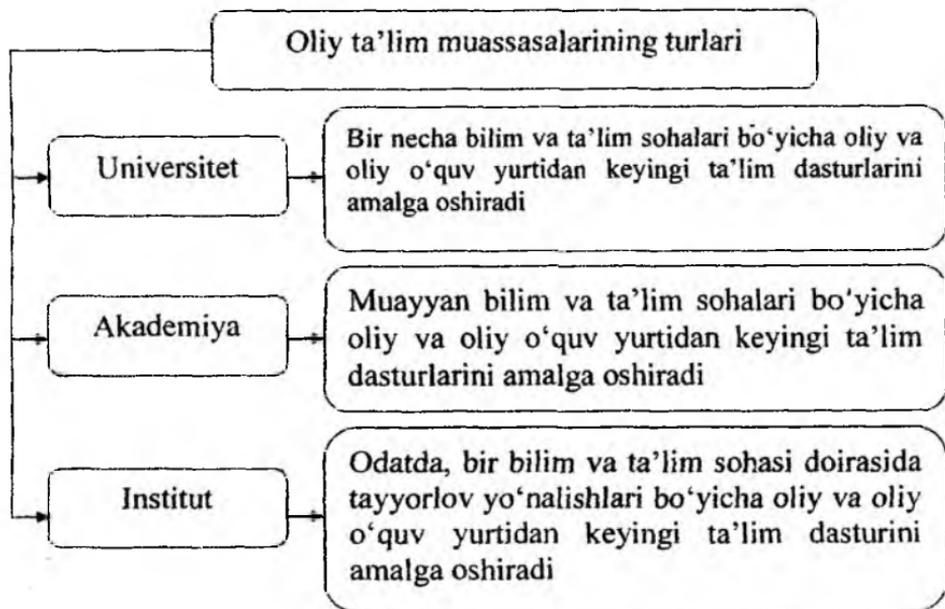 Oliy ta’lim muassasalarining turlari
Universitet
Bir necha bilim va ta’lim sohalari bo‘yicha oliy va
oliy o‘quv yurtidan keyingi ta’lim dasturlarini
amalga oshiradi
Akademiya
Muayyan bilim va ta’lim sohalari bo‘yicha
oliy va oliy o‘quv yurtidan keyingi ta’lim
dasturlarini amalga oshiradi
Institut
Odatda, bir bilim va ta’lim sohasi doirasida
tayyorlov yo‘nalishlari bo‘yicha oliy va oliy
o‘quv yurtidan keyingi ta’lim dasturini
amalga oshiradi